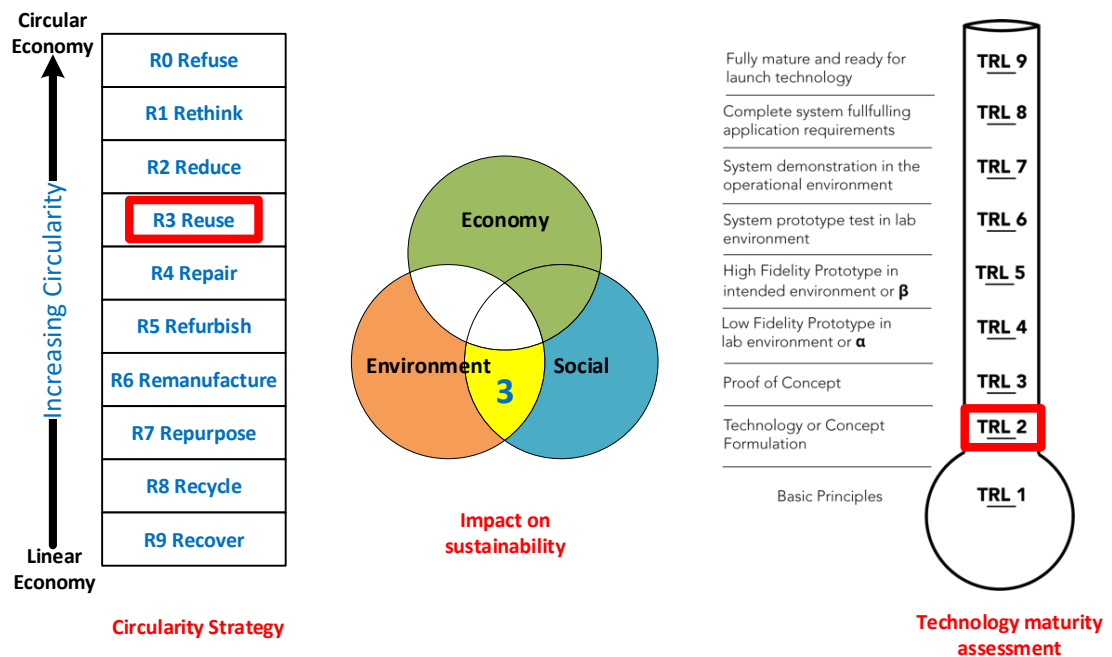 Circular
Economy
Increasing Circularity
Linear
Economy
R0 Refuse
R1 Rethink
R2 Reduce
R3 Reuse
R4 Repair
R5 Refurbish
R6 Remanufacture
R7 Repurpose
R8 Recycle
R9 Recover
Circularity Strategy
Economy
Environment
Social
3
Impact on
sustainability
Fully mature and ready for
launch technology
TRL 9
Complete system fullfulling
application requirements
TRL 8
System demonstration in the
operational environment
TRL 7
System prototype test in lab
environment
TRL 6
High Fidelity Prototype in
intended environment or β
TRL 5
Low Fidelity Prototype in
lab environment or α
TRL 4
Proof of Concept
TRL 3
Technology or Concept
Formulation
TRL 2
Basic Principles
TRL 1
Technology maturity
assessment